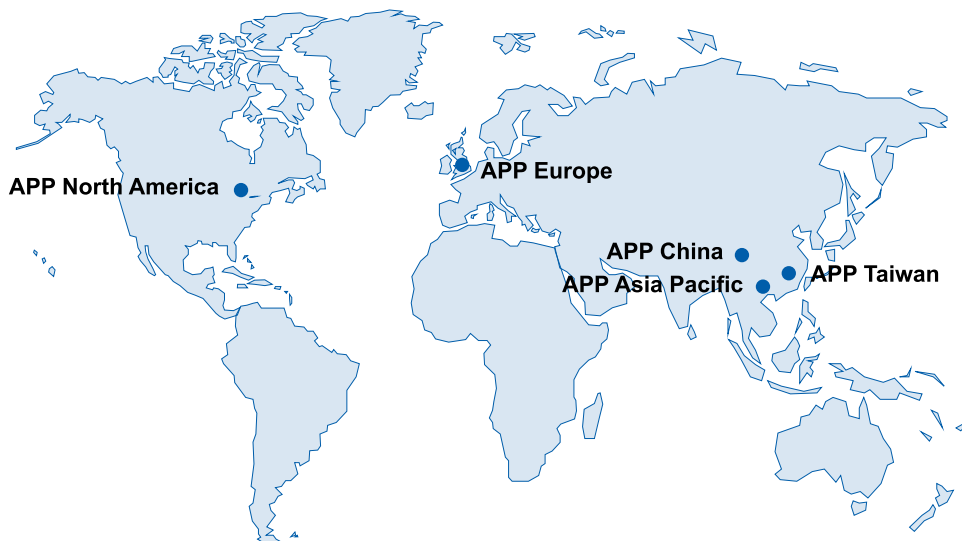 APP North America
APP Europe
APP China
APP Asia Pacific
APP Taiwan